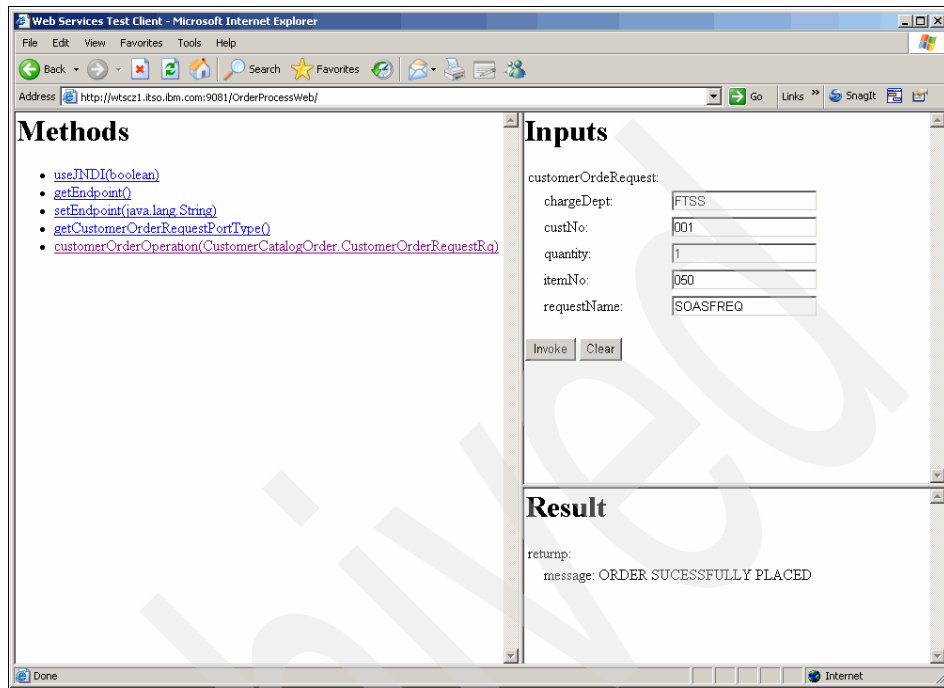 Web Services Test Client - Microsoft Internet Explorer
File Edit View Favorites Tools Help
Back Search Favorites
Address http://wtscz1.itso.ibm.com:9081/OrderProcessWeb/ Go Links » SnagIt
Methods
useJNDI(boolean)
getEndpoint()
setEndpoint(java.lang.String)
getCustomerOrderRequestPortType()
customerOrderOperation(CustomerCatalogOrder.CustomerOrderRequestRq)
Inputs
customerOrdeRequest:
chargeDept: FTSS
custNo: 001
quantity: 1
itemNo: 050
requestName: SOASFREQ
Invoke Clear
Result
returnp:
message: ORDER SUCESSFULLY PLACED
Done Internet
hived